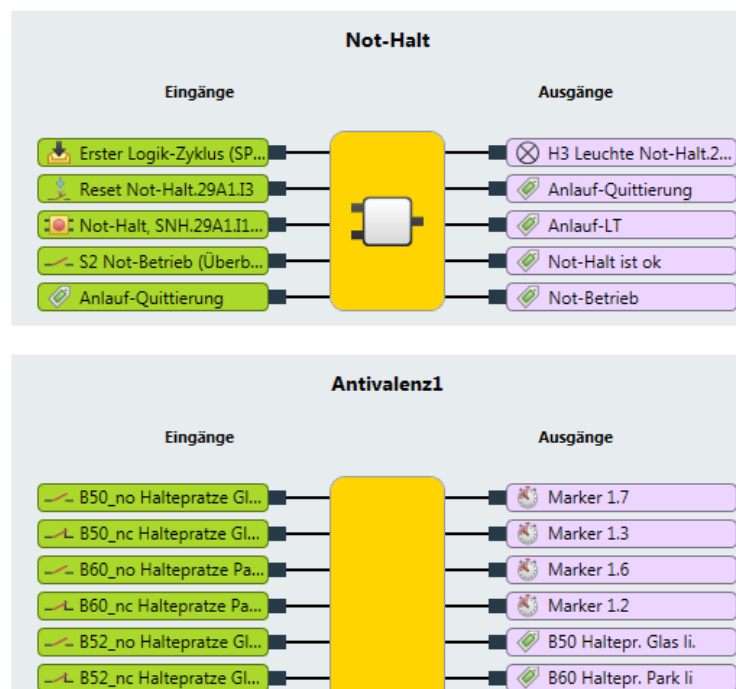 Not-Halt
Eingänge Ausgänge
Erster Logik-Zyklus (SP... H3 Leuchte Not-Halt.2...
Reset Not-Halt.29A1.I3 Anlauf-Quittierung
Not-Halt, SNH.29A1.I1... Anlauf-LT
S2 Not-Betrieb (Überb... Not-Halt ist ok
Anlauf-Quittierung Not-Betrieb
Antivalenz1
Eingänge Ausgänge
B50_no Haltepratze Gl... Marker 1.7
B50_nc Haltepratze Gl... Marker 1.3
B60_no Haltepratze Pa... Marker 1.6
B60_nc Haltepratze Pa... Marker 1.2
B52_no Haltepratze Gl... B50 Haltepr. Glas li.
B52_nc Haltepratze Gl... B60 Haltepr. Park li